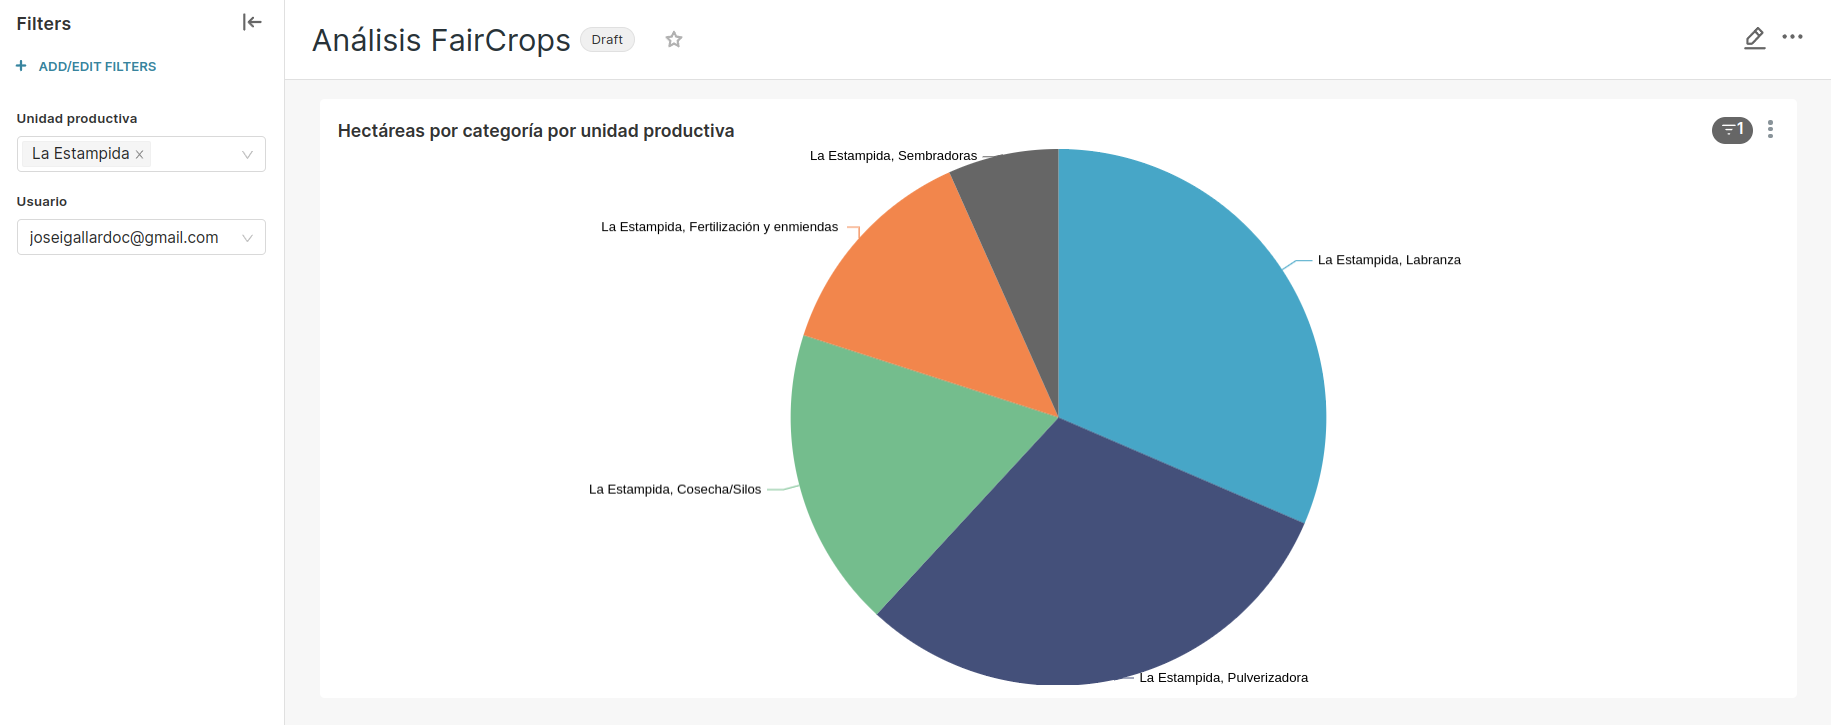 Filters
+ ADD/EDIT FILTERS
Unidad productiva
La Estampida ×
Usuario
joseigallardoc@gmail.com
Análisis FairCrops
Draft
Hectáreas por categoría por unidad productiva
1
La Estampida, Sembradoras
La Estampida, Fertilización y enmiendas
La Estampida, Labranza
La Estampida, Cosecha/Silos
La Estampida, Pulverizadora